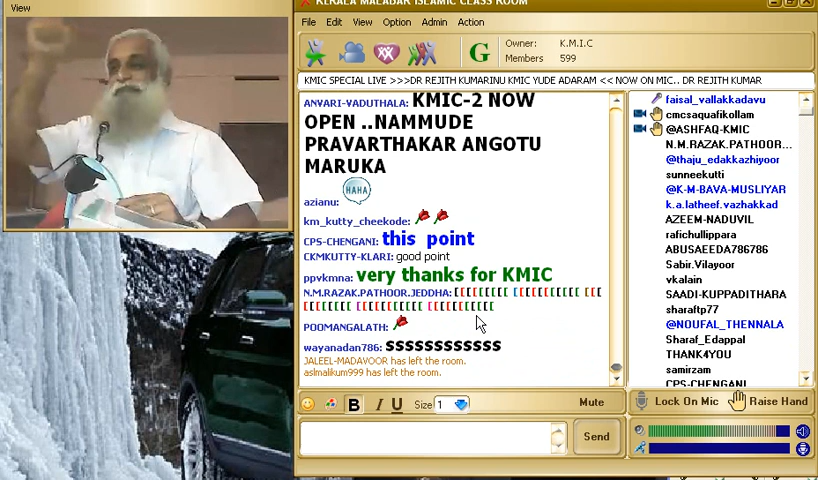 View
KERALA MALABAR ISLAMIC CLASS ROOM
File Edit View Option Admin Action
G
Owner: K.M.I.C
Members 599
KMIC SPECIAL LIVE >>>DR REJITH KUMARINU KMIC YUDE ADARAM << NOW ON MIC.. DR REJITH KUMAR
ANVARI-VADUTHALA: KMIC-2 NOW
OPEN ..NAMMUDE
PRAVARTHAKAR ANGOTU
MARUKA
HAHA
azianu:
km_kutty_cheekode:
CPS-CHENGANI: this point
CKMKUTTY-KLARI: good point
ppvkmna: very thanks for KMIC
N.M.RAZAK.PATHOOR.JEDDHA:
POOMANGALATH:
wayanadan786: SSSSSSSSSSSS
JALEEL-MADAVOOR has left the room.
aslmalikum999 has left the room.
B I U Size 1 Mute
Send
faisal_vallakkadavu
cmcsaquafikollam
@ASHFAQ-KMIC
N.M.RAZAK.PATHOOR...
@thaju_edakkazhiyoor
sunneekutti
@K-M-BAVA-MUSLIYAR
k.a.latheef.vazhakkad
AZEEM-NADUVIL
rafichullippara
ABUSAEEDA786786
Sabir.Vilayoor
vkalain
SAADI-KUPPADITHARA
sharaftp77
@NOUFAL_THENNALA
Sharaf_Edappal
THANK4YOU
samirzam
CPS-CHENGANI
Lock On Mic Raise Hand